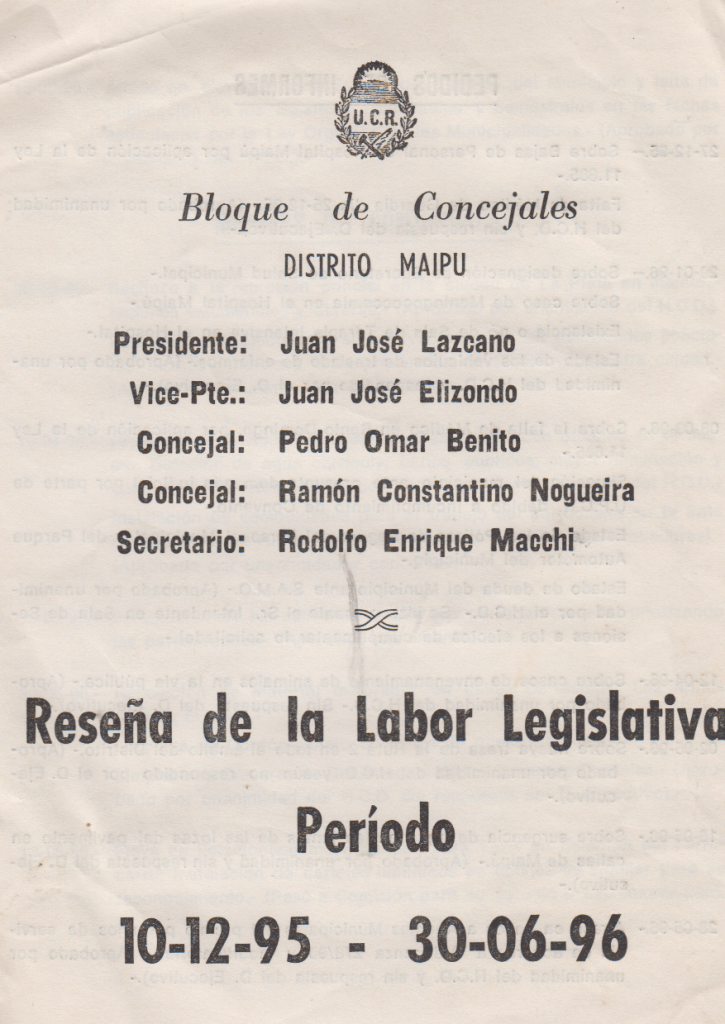 U.C.R.
Bloque de Concejales
DISTRITO MAIPU
Presidente: Juan José Lazcano
Vice-Pte.: Juan José Elizondo
Concejal: Pedro Omar Benito
Concejal: Ramón Constantino Nogueira
Secretario: Rodolfo Enrique Macchi
Reseña de la Labor Legislativa
Período
10-12-95 - 30-06-96